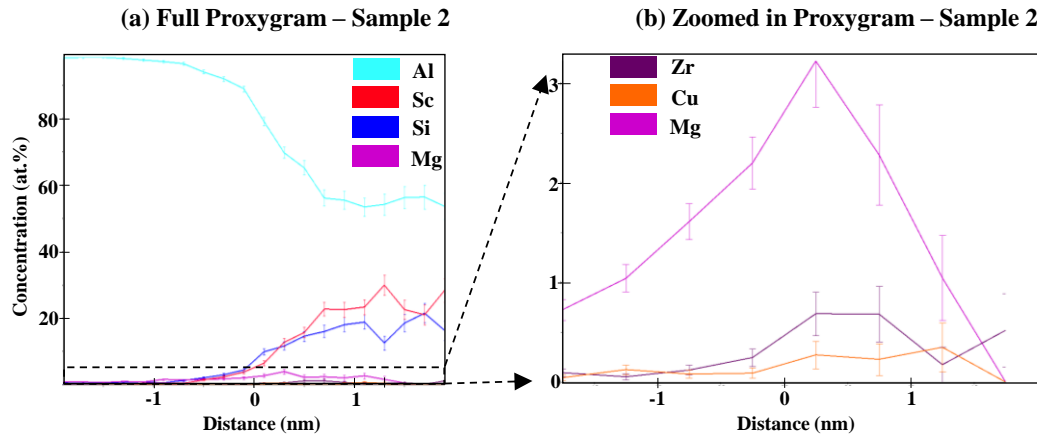 (a) Full Proxygram – Sample 2
Concentration (at.%)
80
60
40
20
Al
Sc
Si
Mg
-1
0
1
Distance (nm)
(b) Zoomed in Proxygram – Sample 2
3
2
1
0
Zr
Cu
Mg
-1
0
1
Distance (nm)